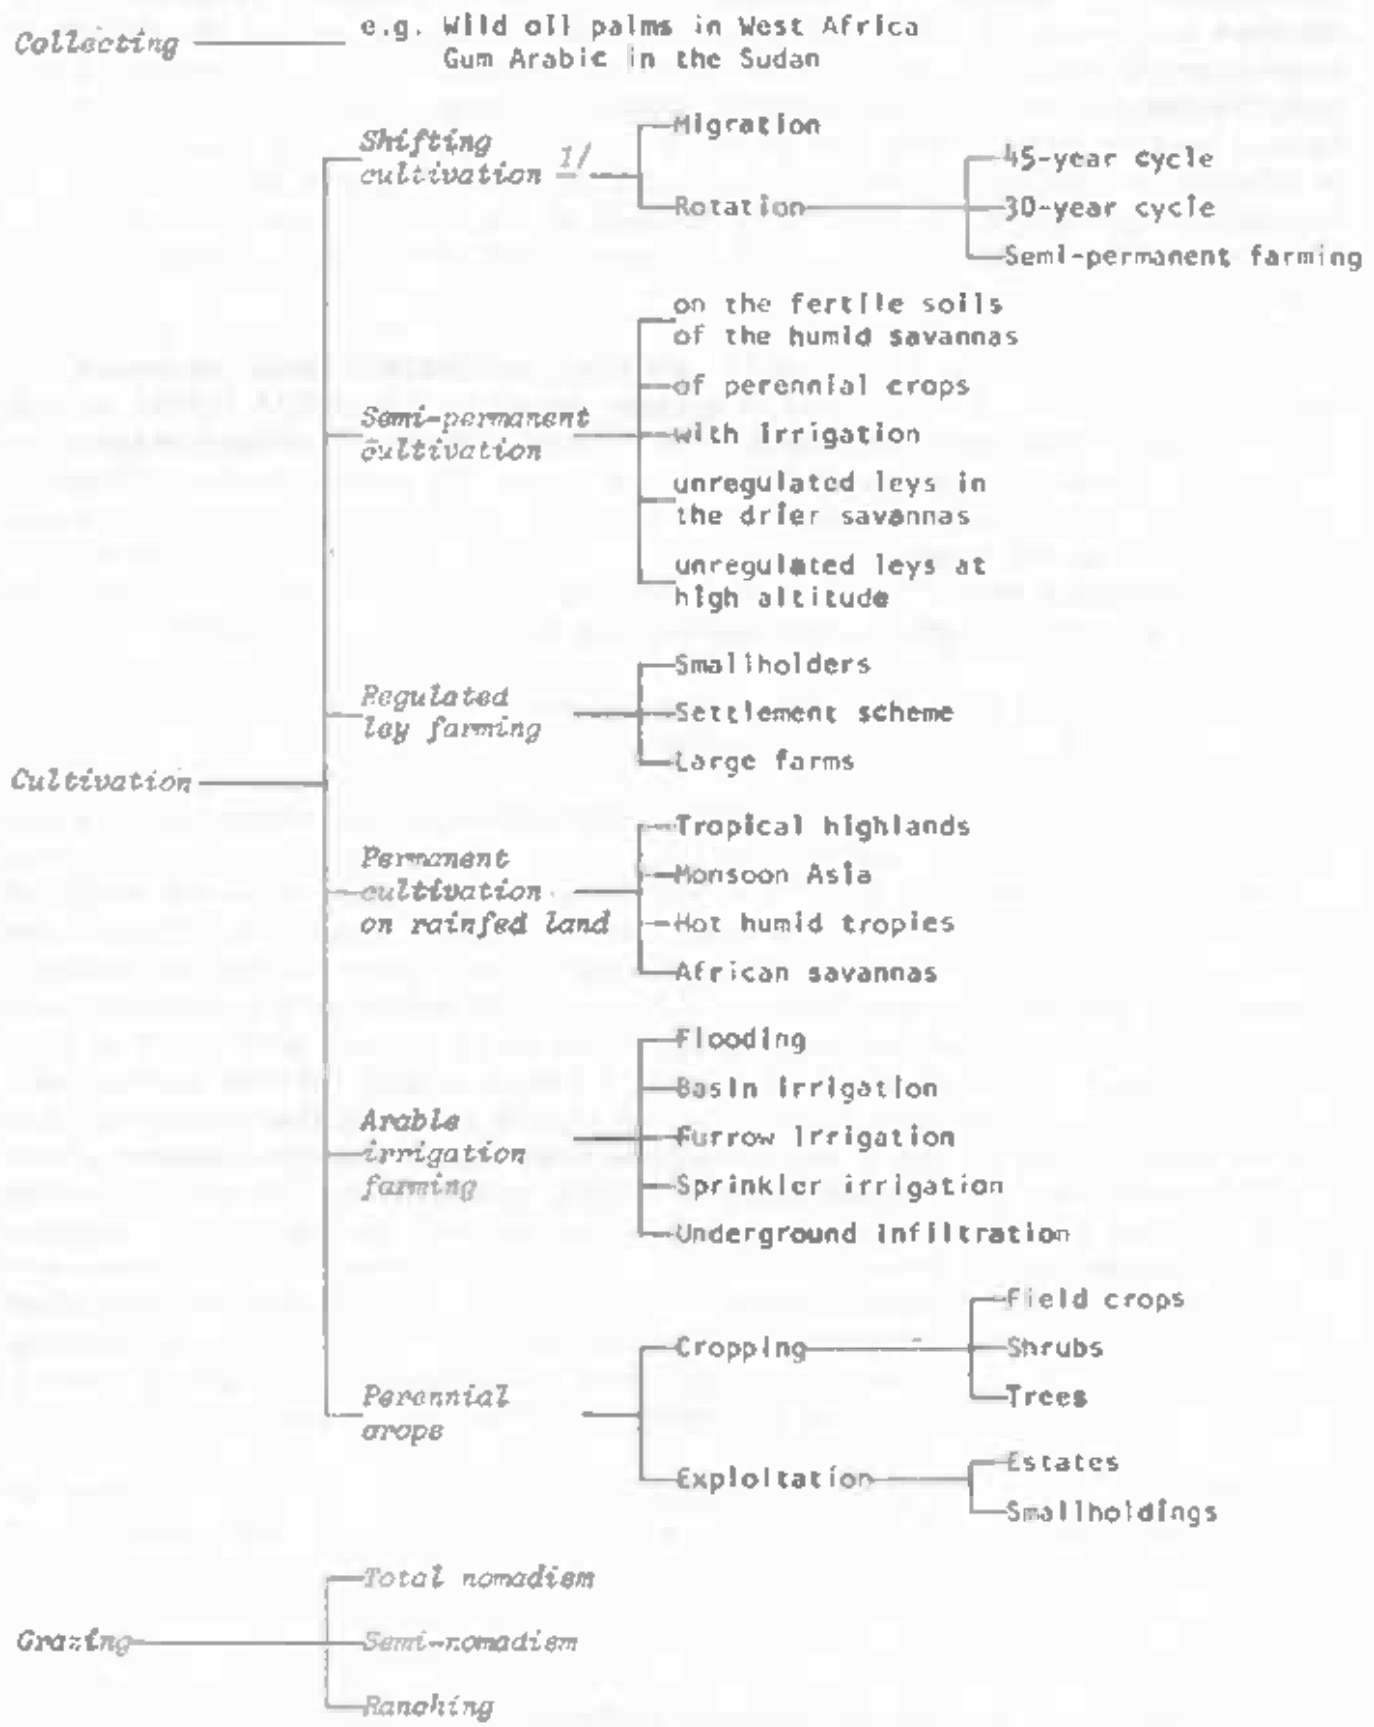 Collecting
e.g. Wild oil palms in West Africa
Gum Arabic in the Sudan
Shifting
cultivation 1/
Migration
Rotation
45-year cycle
30-year cycle
Semi-permanent farming
Semi-permanent
cultivation
on the fertile soils
of the humid savannas
of perennial crops
with irrigation
unregulated leys in
the drier savannas
unregulated leys at
high altitude
Regulated
ley farming
Smallholders
Settlement scheme
Large farms
Cultivation
Permanent
cultivation
on rainfed land
Tropical highlands
Monsoon Asia
Hot humid tropies
African savannas
Arable
irrigation
farming
Flooding
Basin irrigation
Furrow irrigation
Sprinkler irrigation
Underground infiltration
Perennial
crops
Cropping
Field crops
Shrubs
Trees
Exploitation
Estates
Smallholdings
Grazing
Total nomadism
Semi-nomadism
Ranching